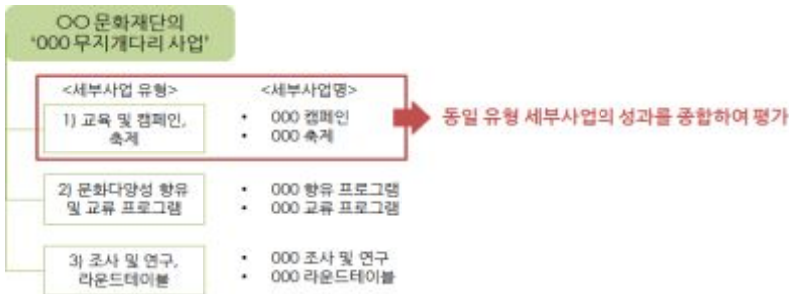 〇〇 문화재단의
'000 무지개다리 사업'
<세부사업 유형>
<세부사업명>
1) 교육 및 캠페인,
축제
• 000 캠페인
• 000 축제
동일 유형 세부사업의 성과를 종합하여 평가
2) 문화다양성 향유
및 교류 프로그램
• 000 향유 프로그램
• 000 교류 프로그램
3) 조사 및 연구,
라운드테이블
• 000 조사 및 연구
• 000 라운드테이블